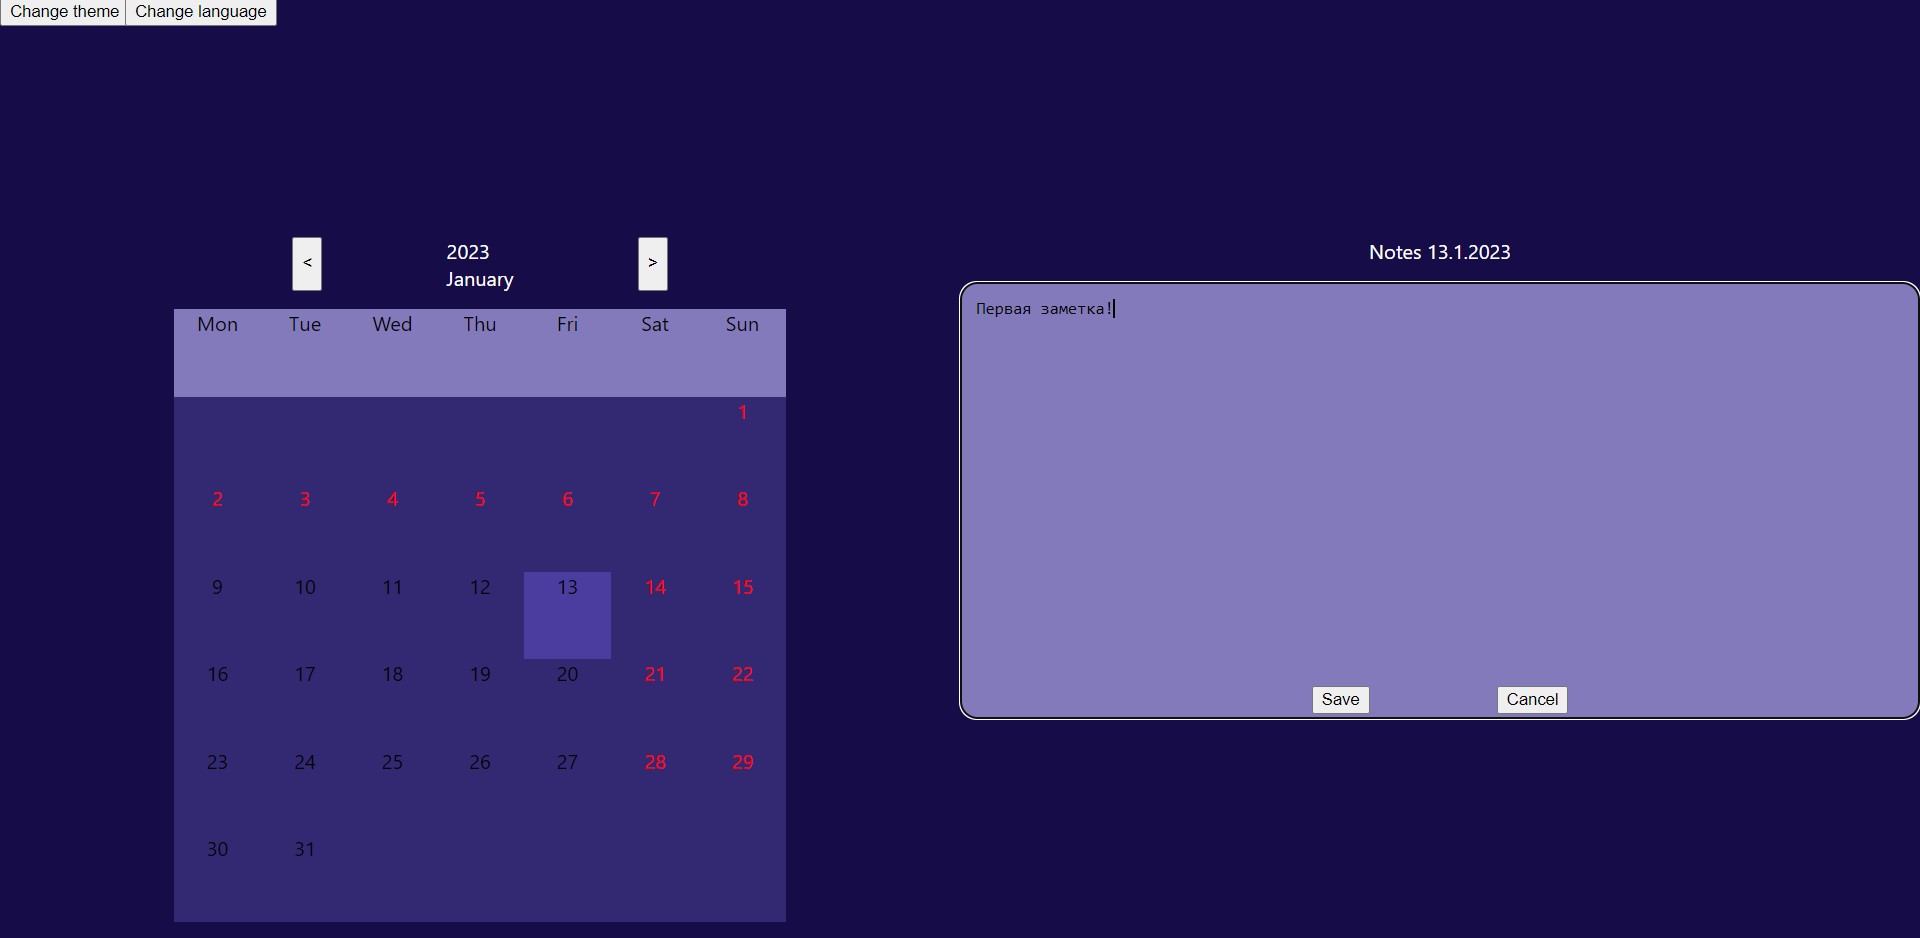 Change theme Change language
< 2023 >
January
Mon Tue Wed Thu Fri Sat Sun
1
2 3 4 5 6 7 8
9 10 11 12 13 14 15
16 17 18 19 20 21 22
23 24 25 26 27 28 29
30 31
Notes 13.1.2023
Первая заметка!
Save Cancel